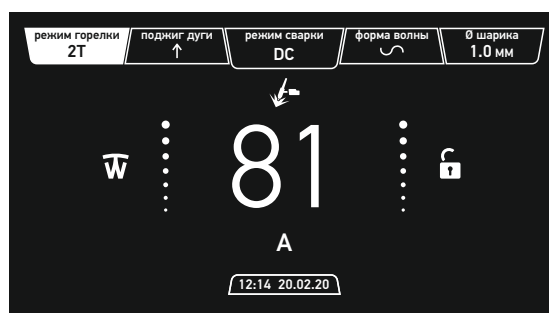 режим горелки
2T
поджиг дуги
↑
режим сварки
DC
форма волны
Ø шарика
1.0 мм
81
A
12:14 20.02.20